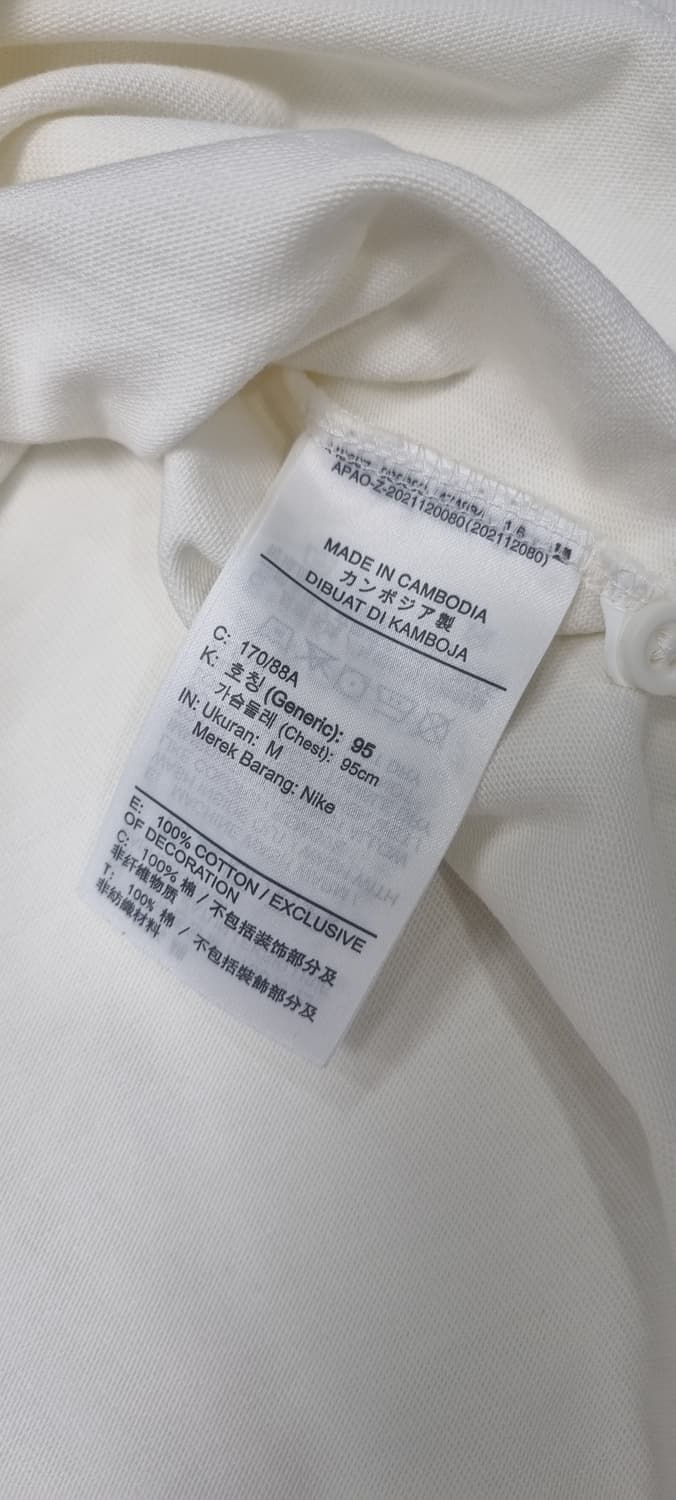 APAO-Z-2021120080(202112080)
MADE IN CAMBODIA
カンボジア製
DIBUAT DI KAMBOJA
C: 170/88A
K: 호칭 (Generic): 95
가슴둘레 (Chest): 95cm
IN: Ukuran: M
Merek Barang: Nike
E: 100% COTTON / EXCLUSIVE
OF DECORATION
C: 100% 棉 / 不包括装饰部分及
非纤维物质
T: 100% 棉 / 不包括裝飾部分及
非紡織材料